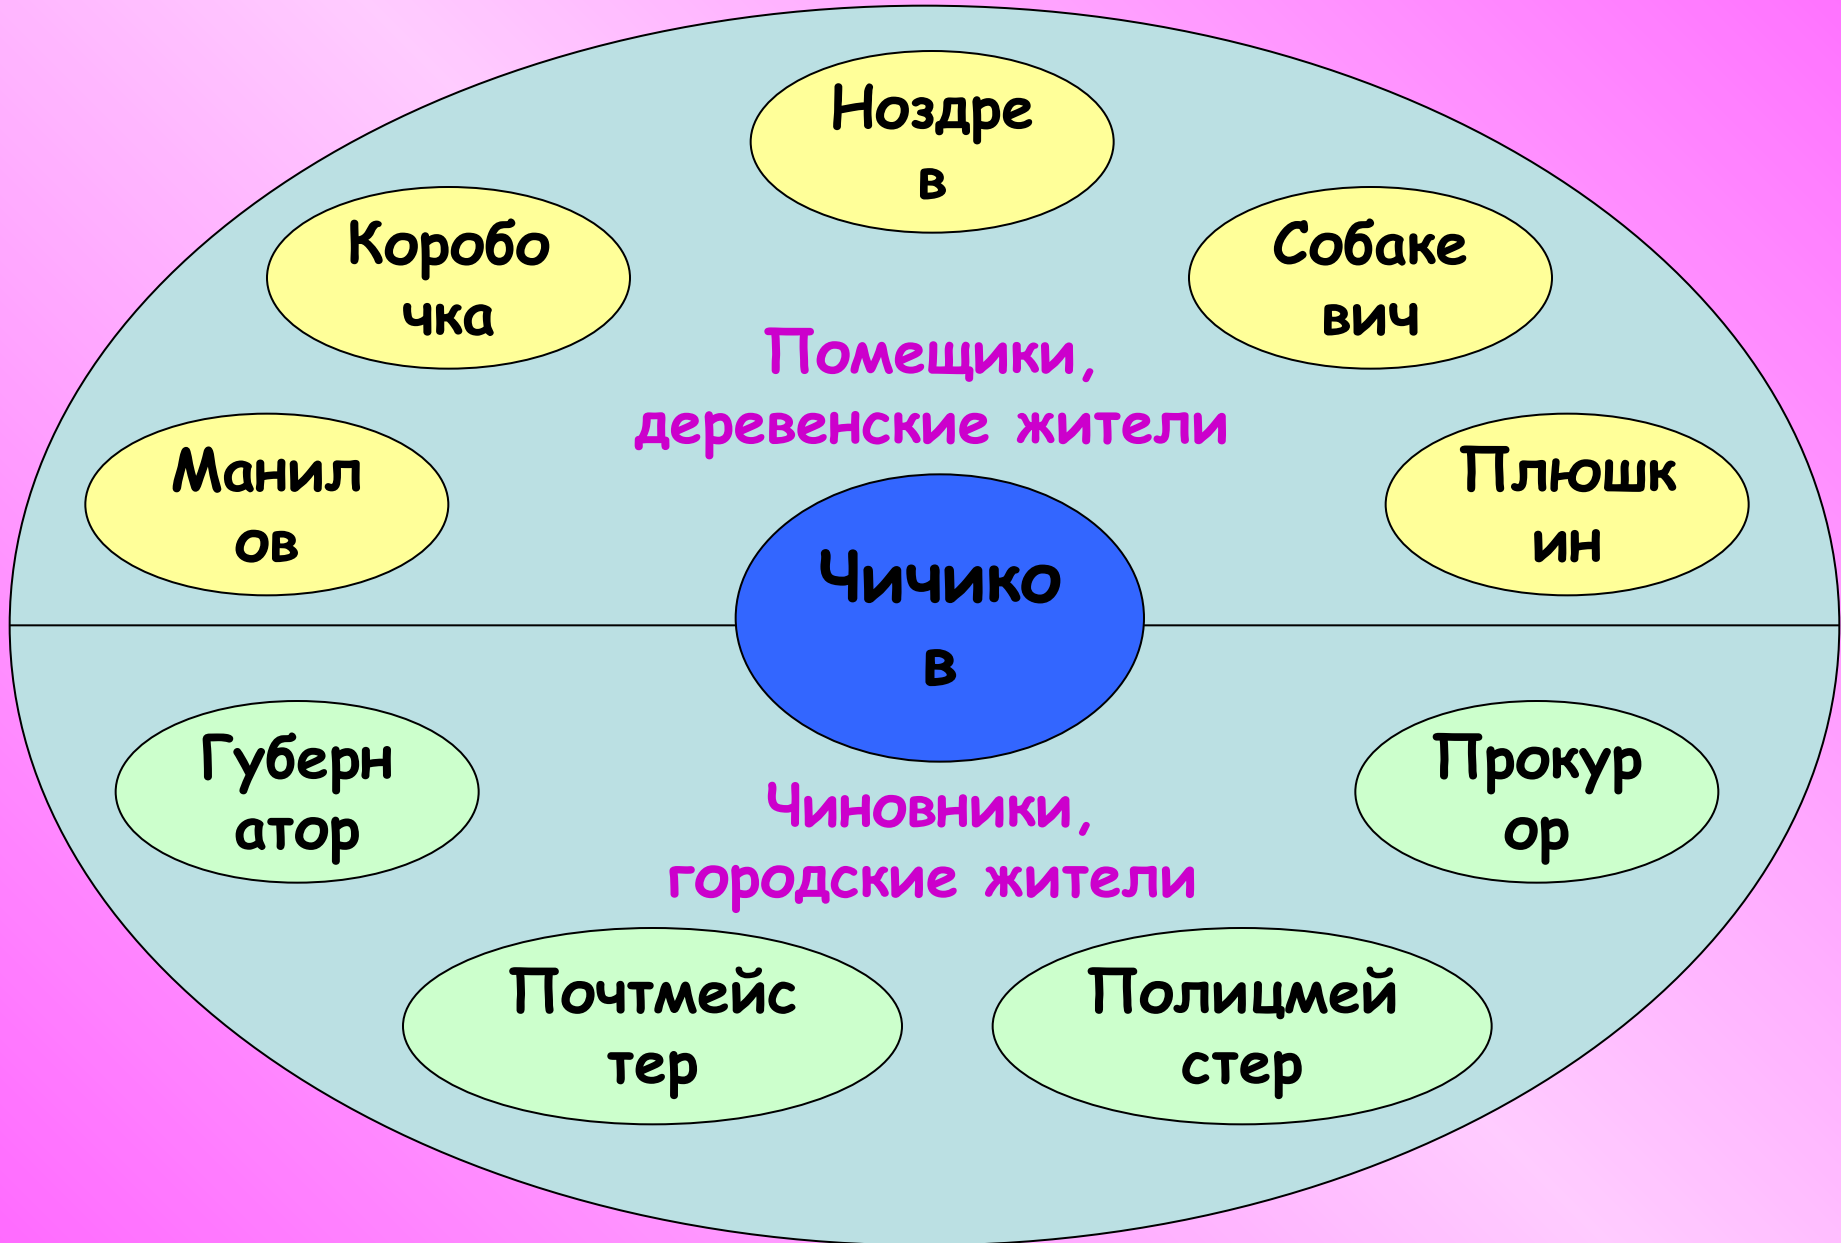 Ноздре
в
Коробо
чка
Собаке
вич
Помещики,
деревенские жители
Манил
ов
Плюшк
ин
Чичико
в
Губерн
атор
Прокур
ор
Чиновники,
городские жители
Почтмейс
тер
Полицмей
стер